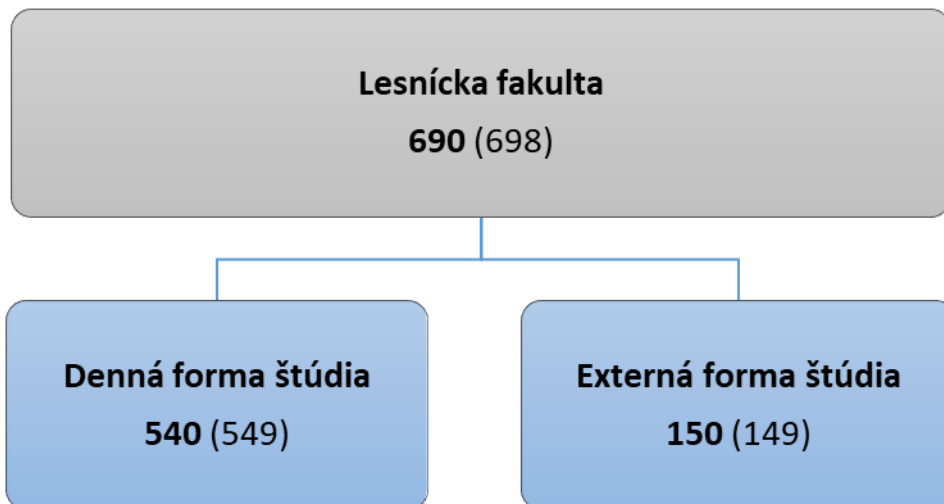 Lesnícka fakulta
690 (698)
Denná forma štúdia
540 (549)
Externá forma štúdia
150 (149)